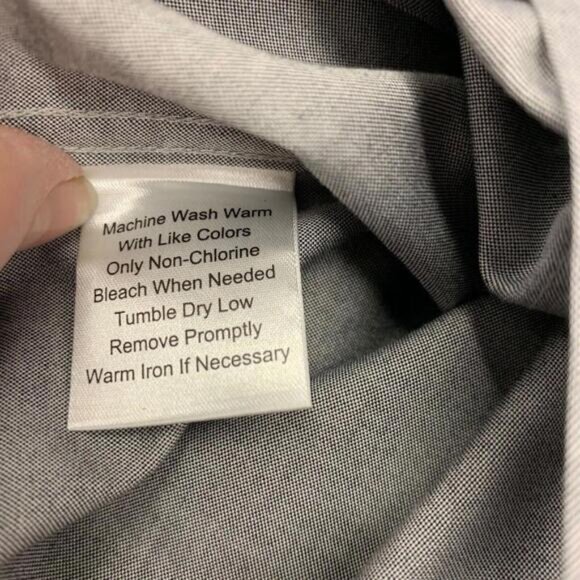 Machine Wash Warm
With Like Colors
Only Non-Chlorine
Bleach When Needed
Tumble Dry Low
Remove Promptly
Warm Iron If Necessary